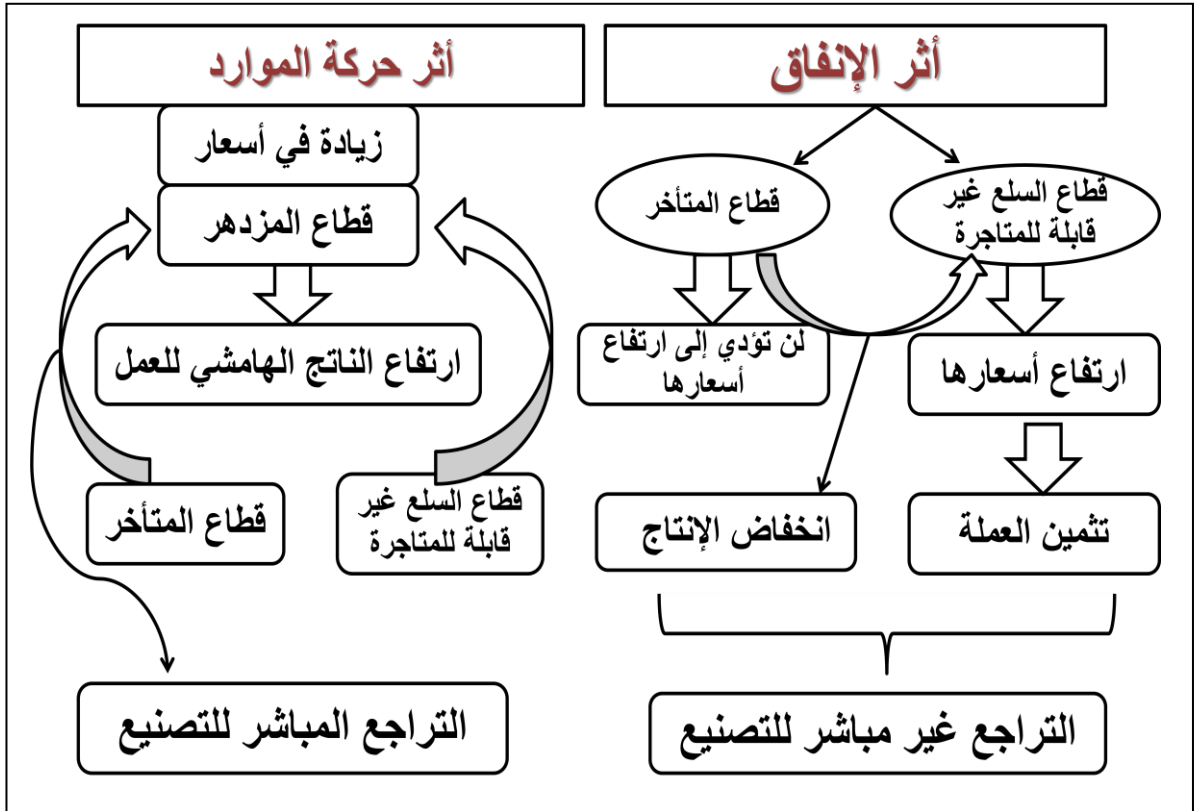 أثر الإنفاق
قطاع السلع غير
قابلة للمتاجرة
قطاع المتأخر
ارتفاع أسعارها
لن تؤدي إلى ارتفاع
أسعارها
تثمين العملة
انخفاض الإنتاج
التراجع غير مباشر للتصنيع
أثر حركة الموارد
زيادة في أسعار
قطاع المزدهر
ارتفاع الناتج الهامشي للعمل
قطاع السلع غير
قابلة للمتاجرة
قطاع المتأخر
التراجع المباشر للتصنيع